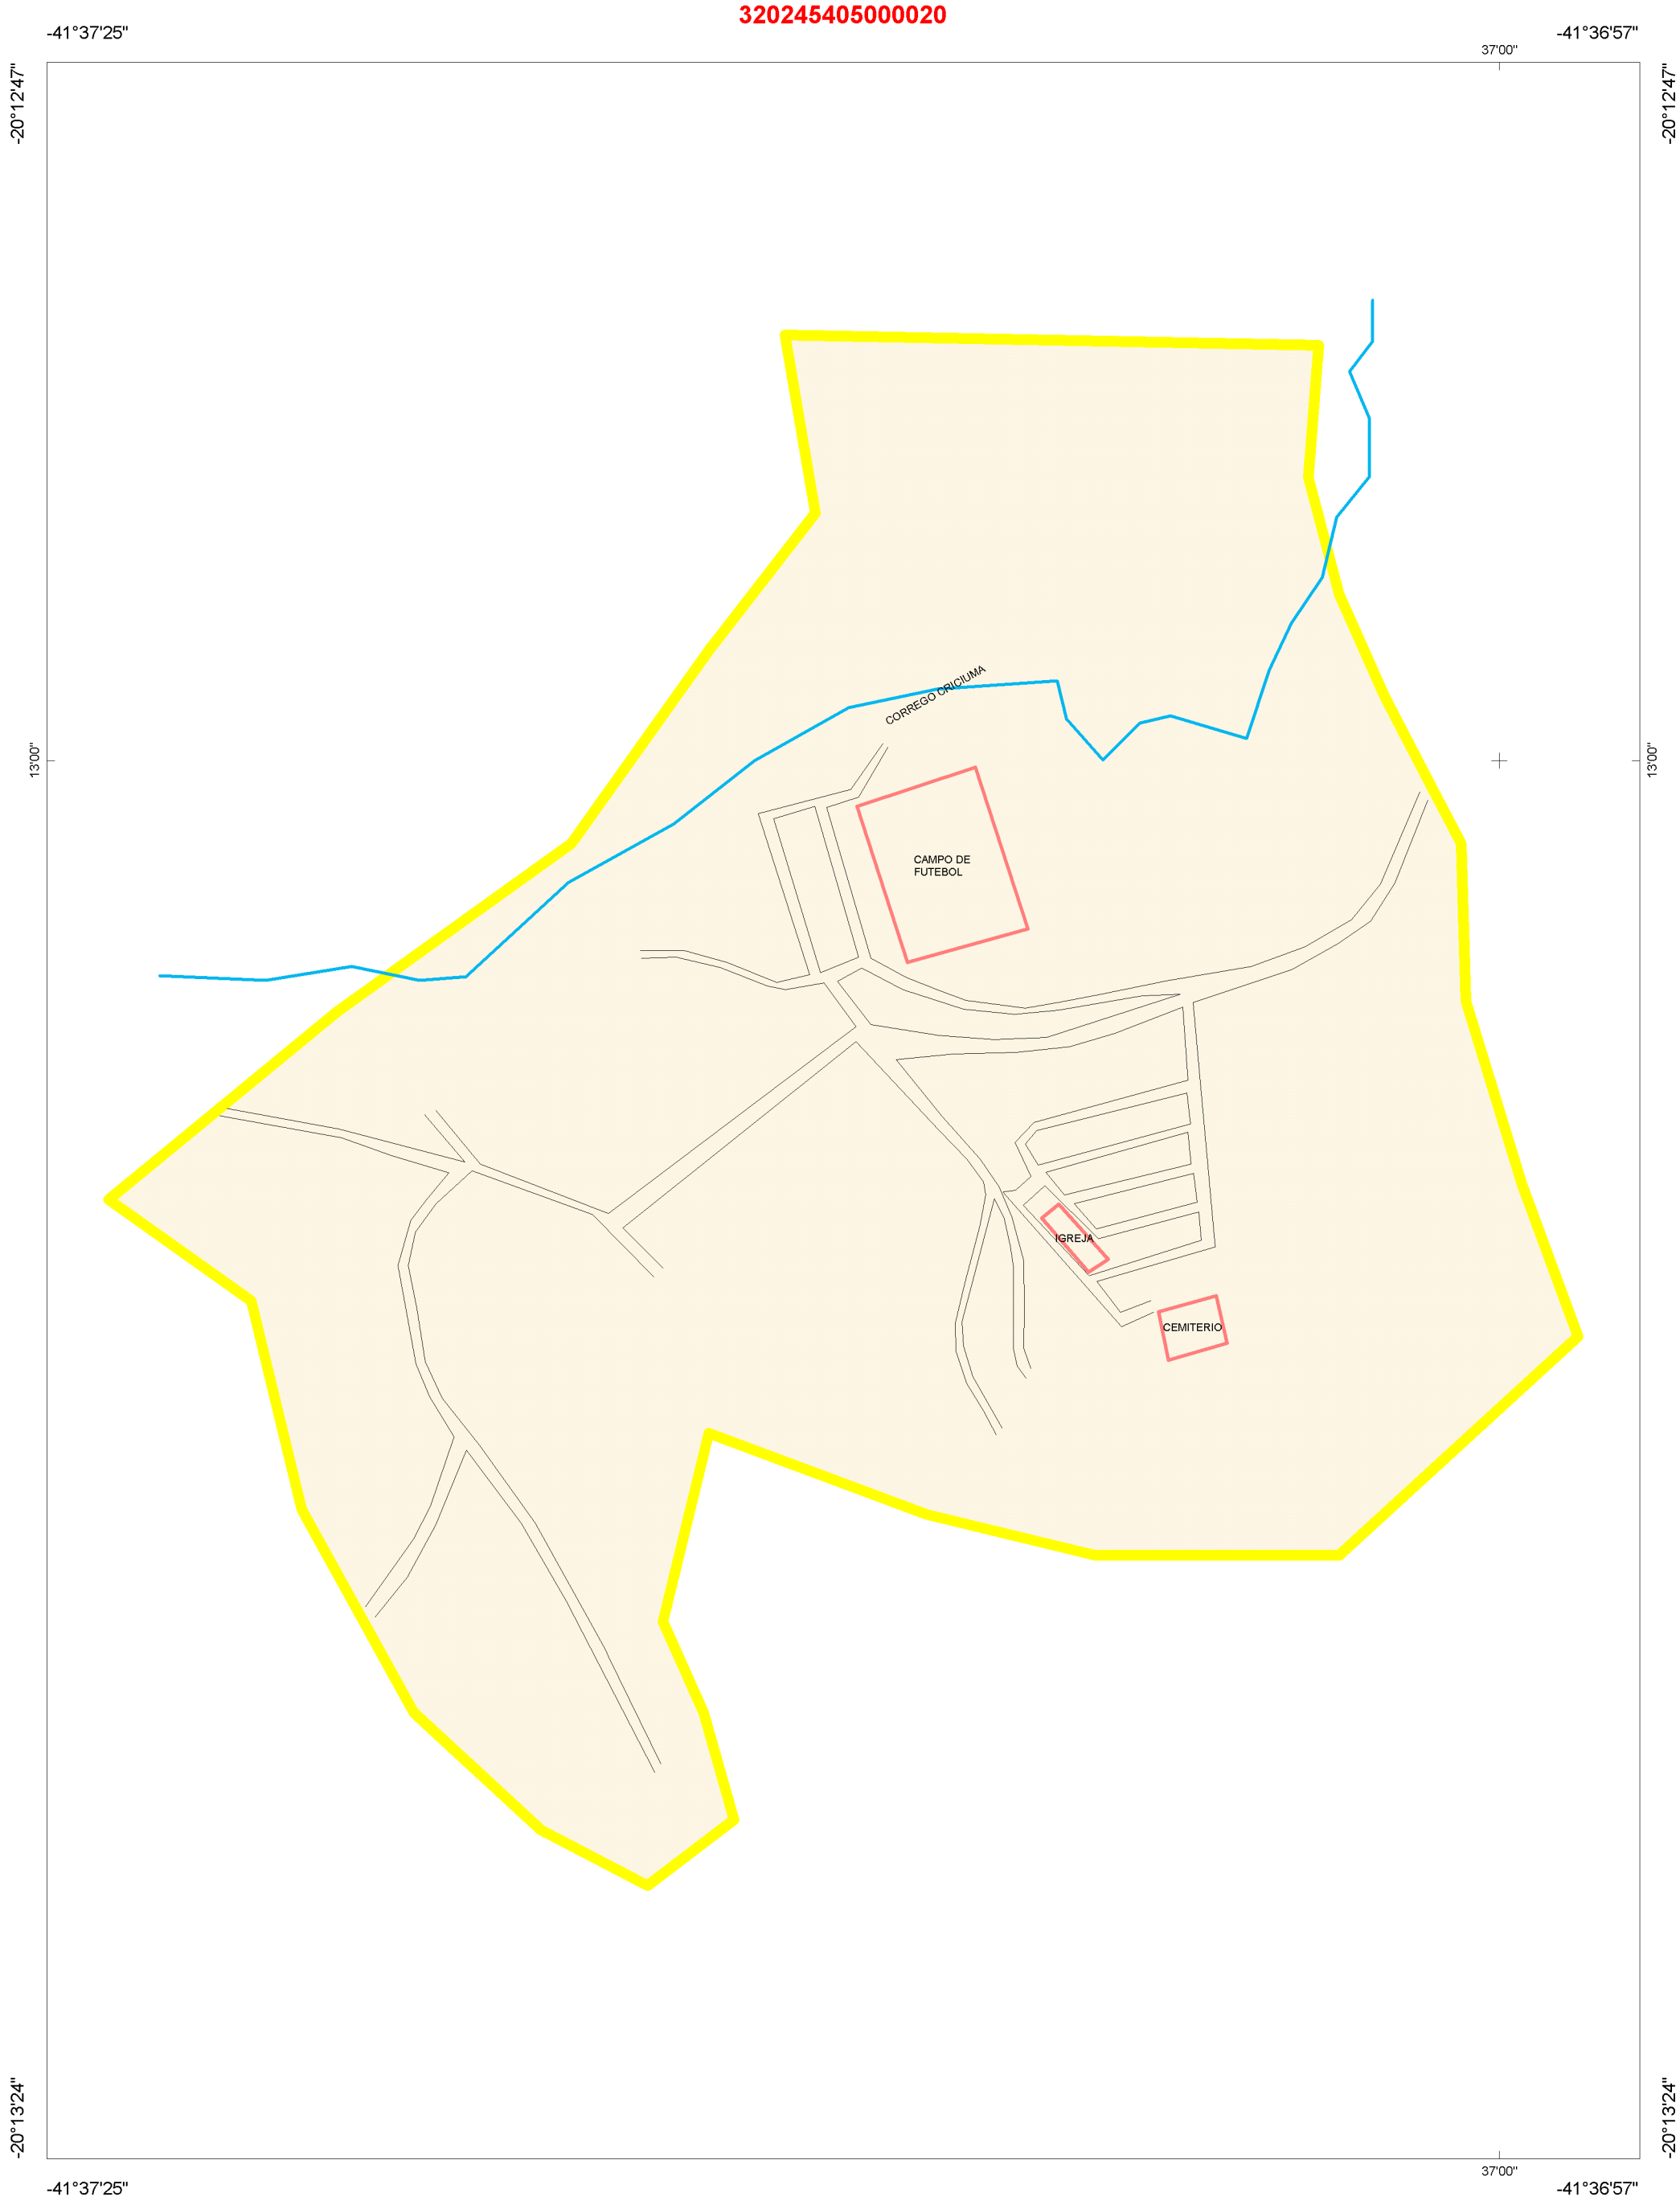 320245405000020
-41°37'25"
-41°36'57"
37'00"
-20°12'47"
-20°12'47"
CORREGO CRICIUMA
13'00"
13'00"
CAMPO DE
FUTEBOL
IGREJA
CEMITERIO
-20°13'24"
-20°13'24"
37'00"
-41°37'25"
-41°36'57"